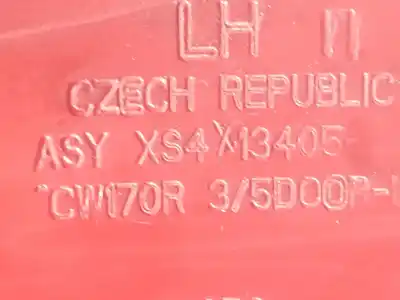 LH
CZECH REPUBLIC
ASY XS4X13405-
CW170R 3/5DOOR-